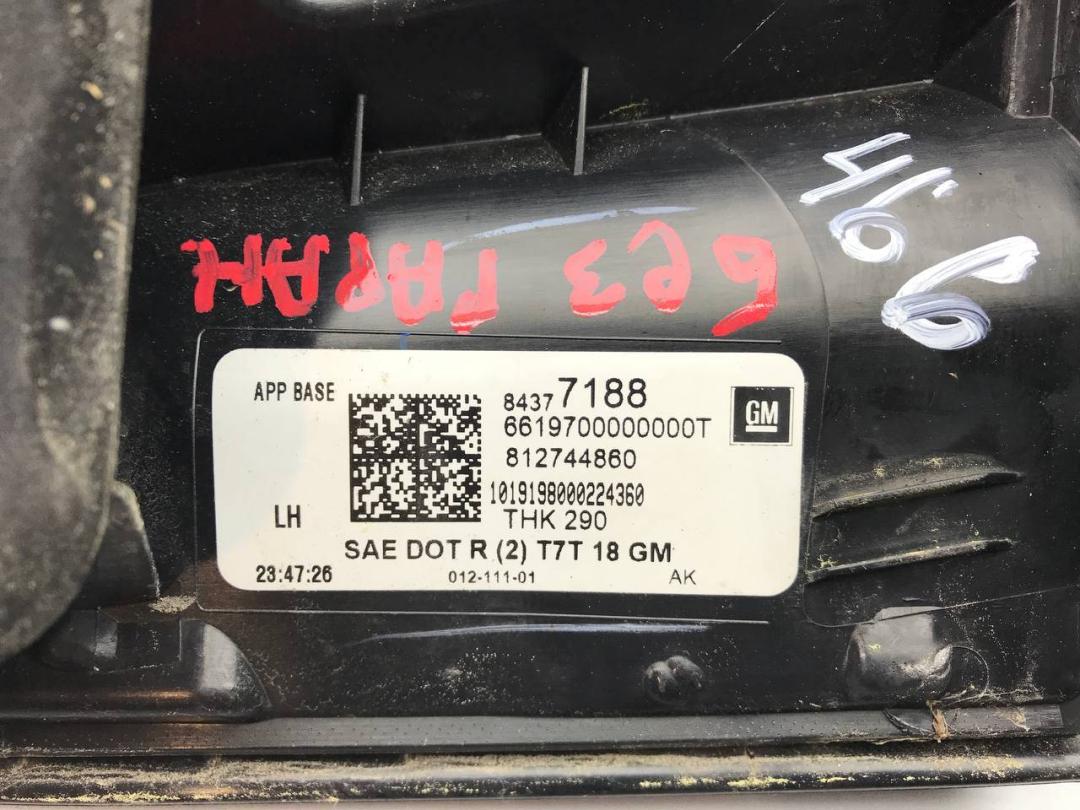 без ГАРАН
APP BASE
84377188
6619700000000T
812744860
1019198000224360
THK 290
GM
LH
SAE DOT R (2) T7T 18 GM
23:47:26 012-111-01 AK